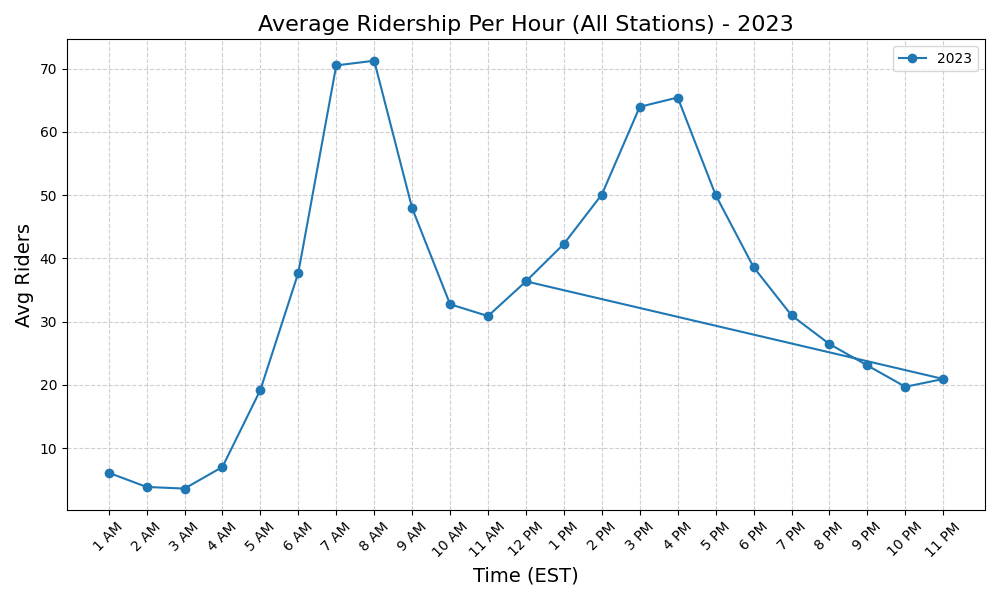 Average Ridership Per Hour (All Stations) - 2023
2023
Avg Riders
70
60
50
40
30
20
10
1 AM
2 AM
3 AM
4 AM
5 AM
6 AM
7 AM
8 AM
9 AM
10 AM
11 AM
12 PM
1 PM
2 PM
3 PM
4 PM
5 PM
6 PM
7 PM
8 PM
9 PM
10 PM
11 PM
Time (EST)